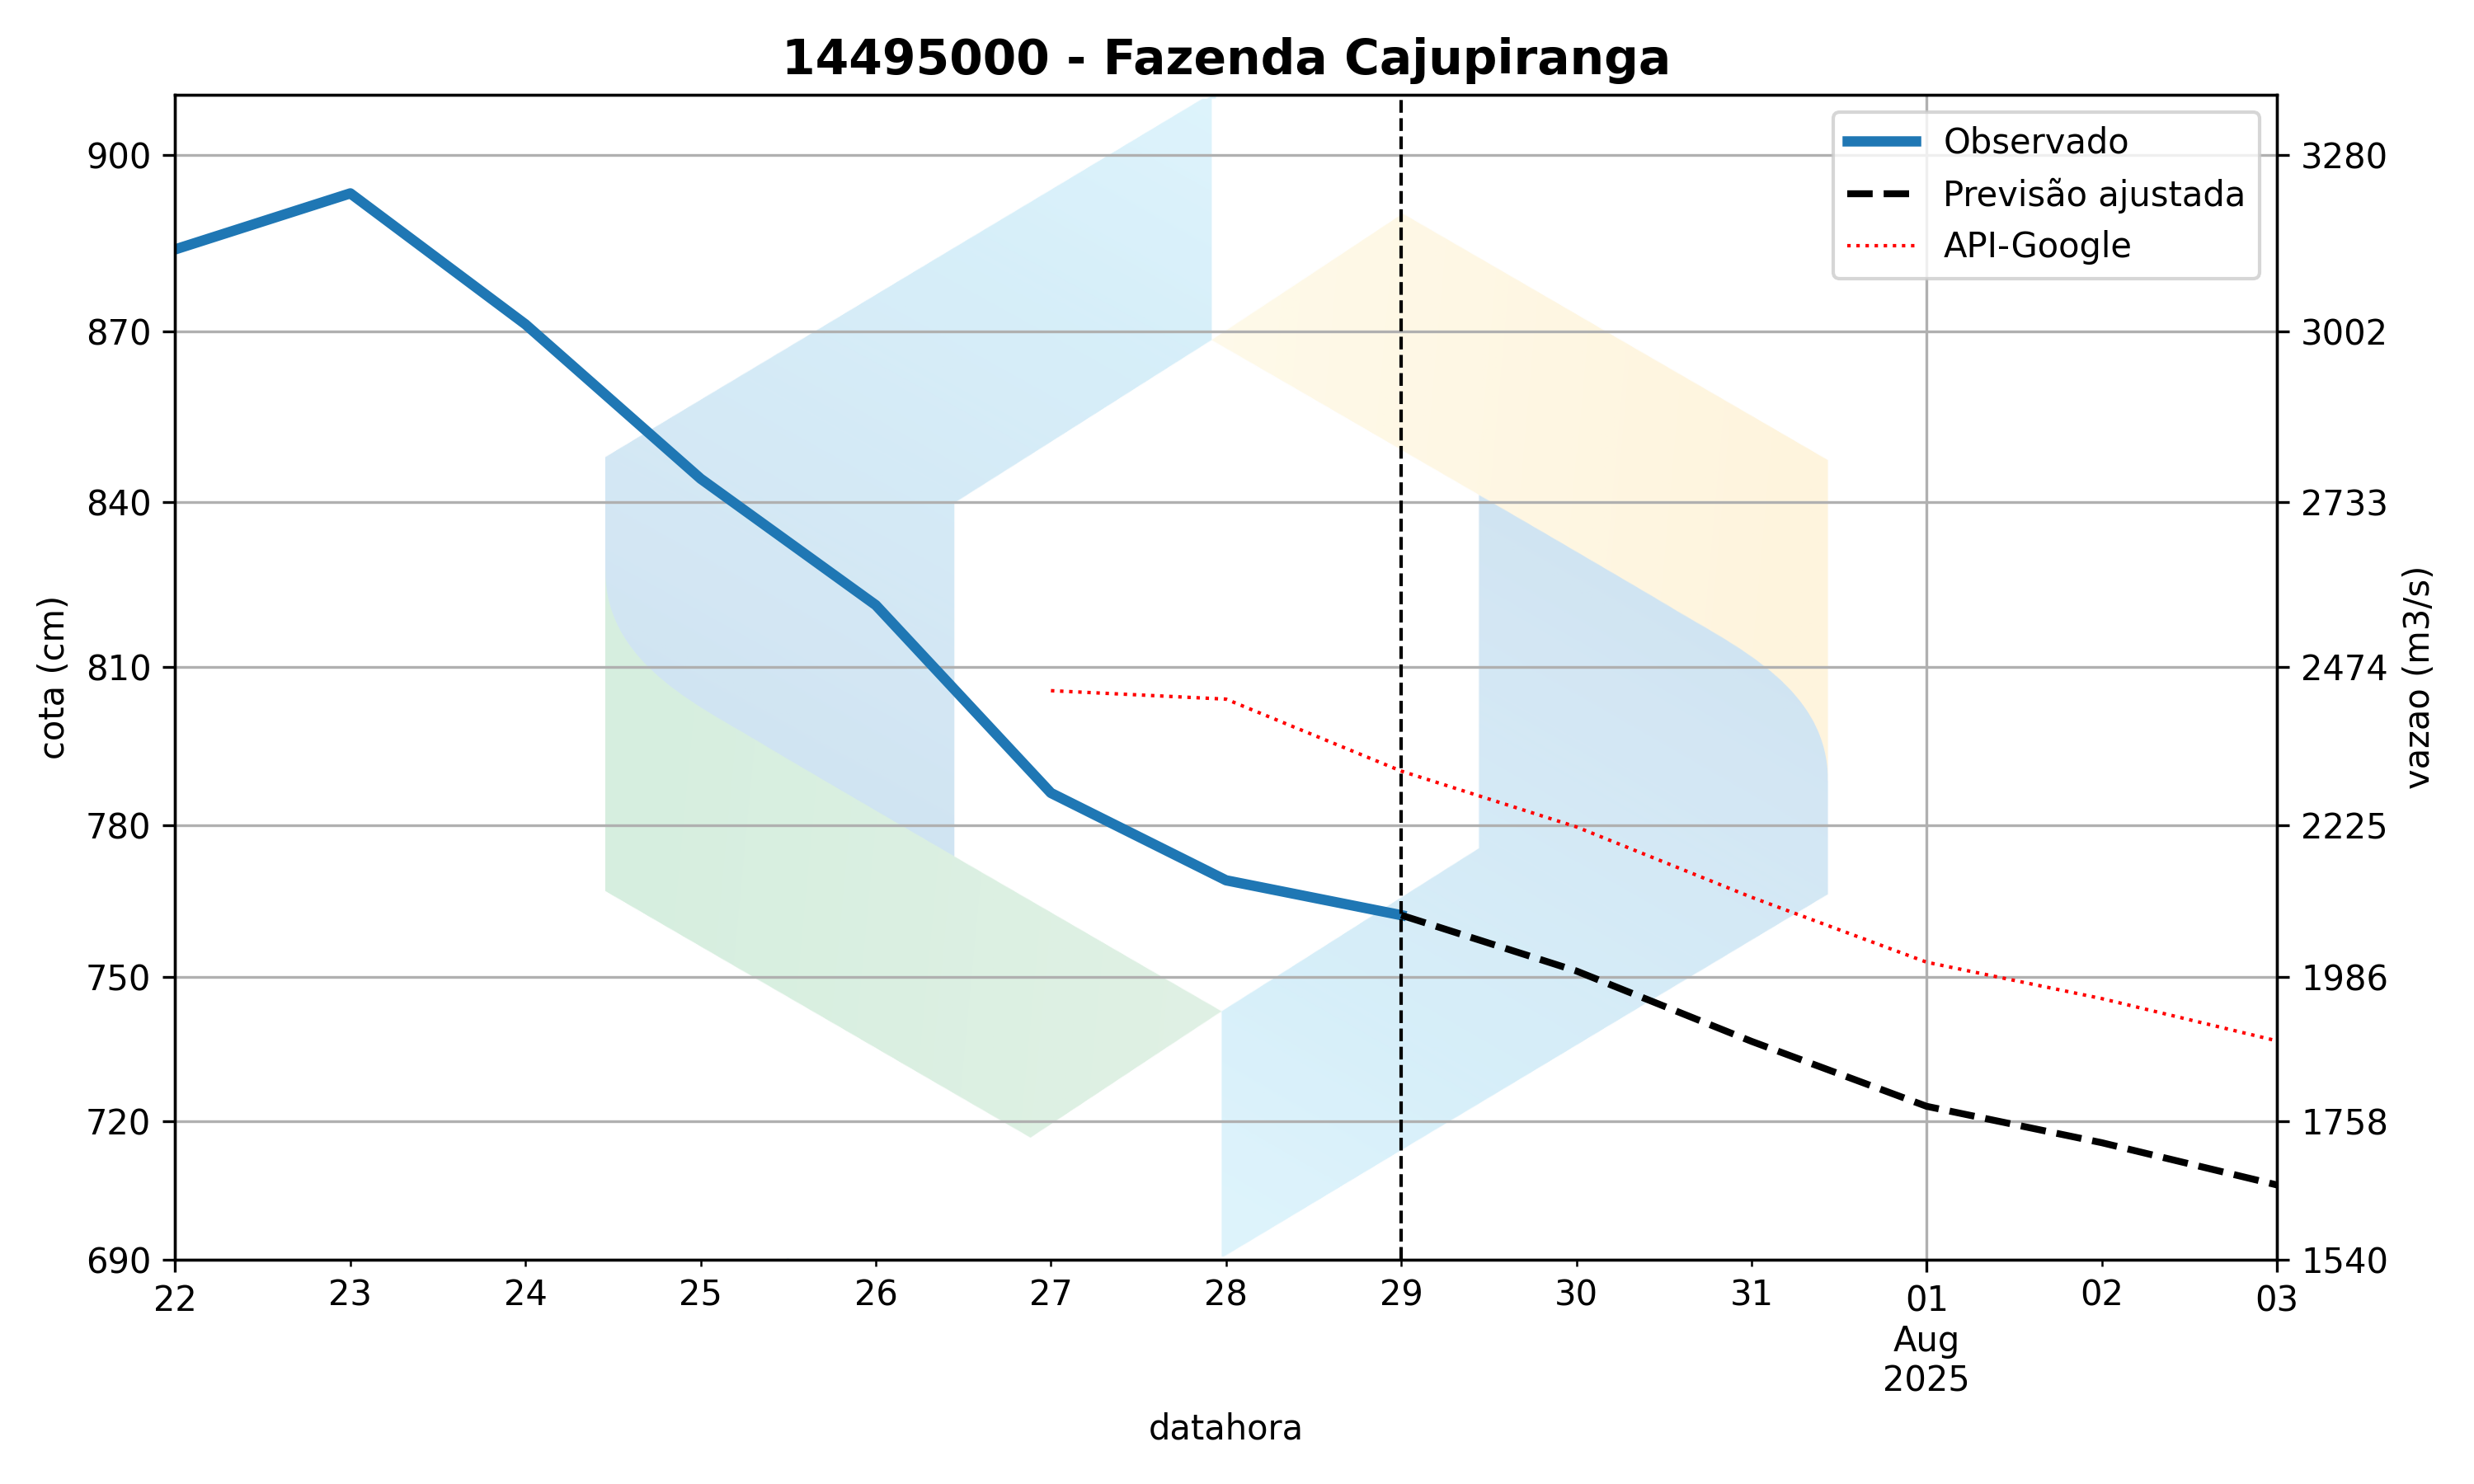 14495000 - Fazenda Cajupiranga
Observado
Previsão ajustada
API-Google
900
870
840
810
780
750
720
690
cota (cm)
3280
3002
2733
2474
2225
1986
1758
1540
vazao (m3/s)
22 23 24 25 26 27 28 29 30 31 01 02 03
Aug
2025
datahora